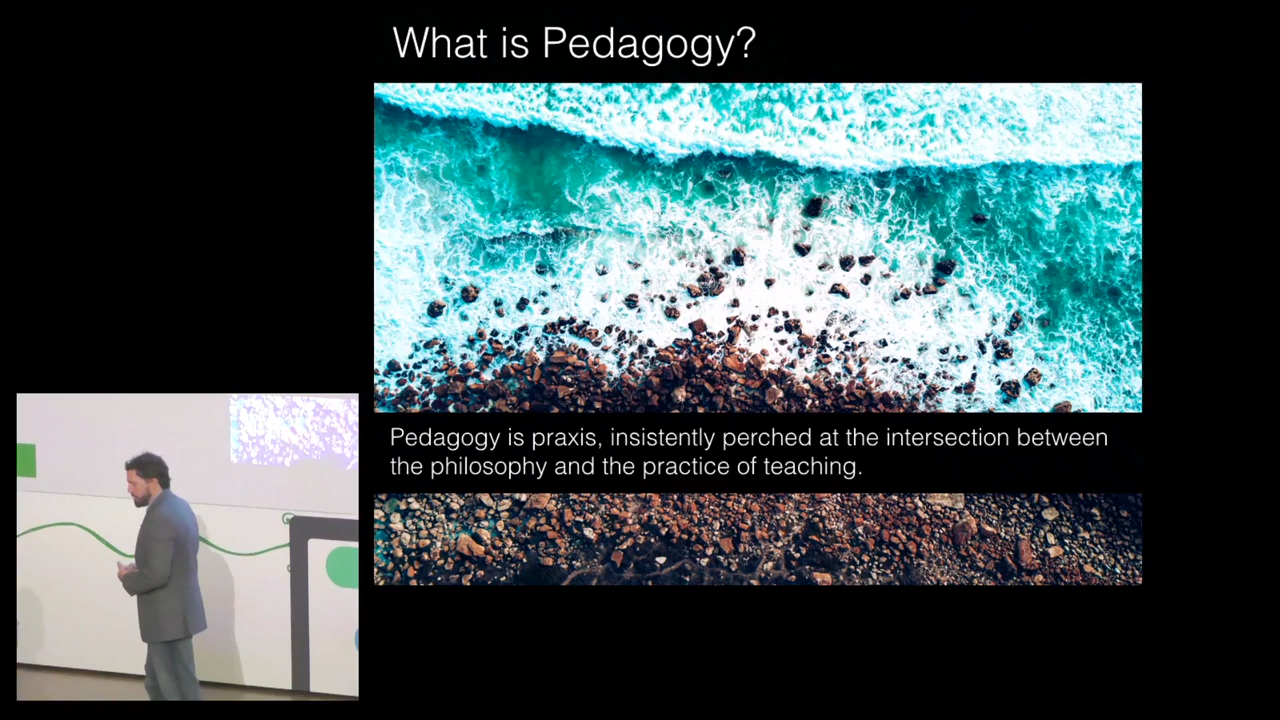 What is Pedagogy?
Pedagogy is praxis, insistently perched at the intersection between
the philosophy and the practice of teaching.